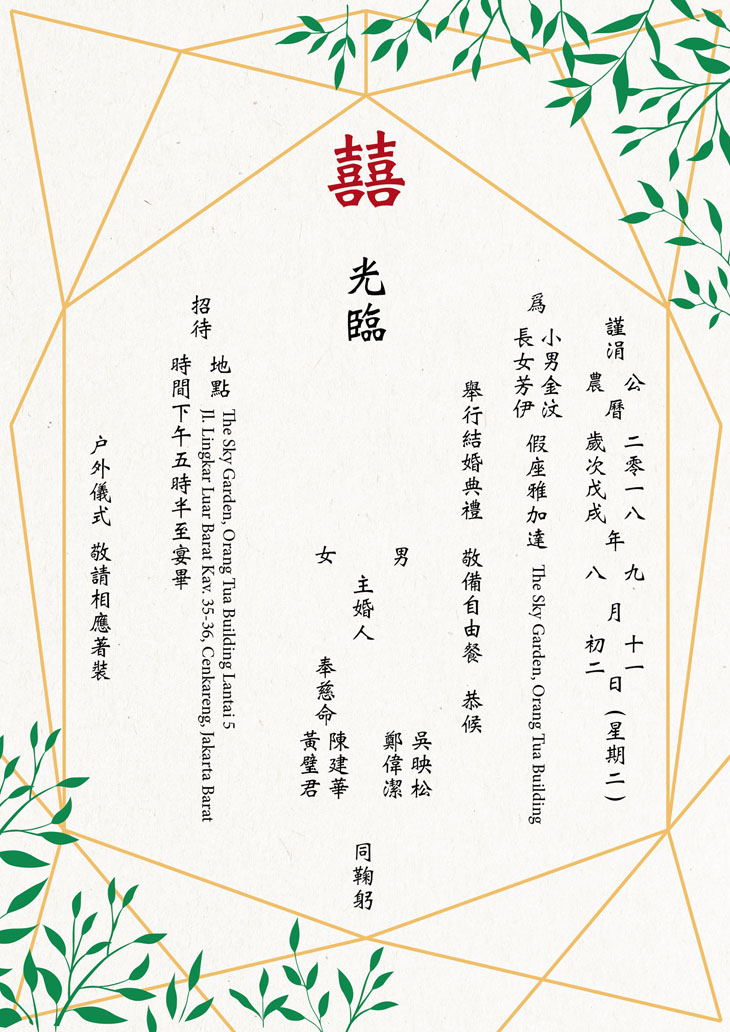 囍
謹涓
公曆二零一八年九月十一日(星期二)
農曆歲次戊戌年八月初二日
為
小男金汶
長女芳伊
假座雅加達 The Sky Garden, Orang Tua Building
舉行結婚典禮 敬備自由餐 恭候
光臨
男
女
主婚人
吳映松
鄭偉潔
奉慈命
陳建華
黃璧君
同鞠躬
招待
地點 The Sky Garden, Orang Tua Building Lantai 5
Jl. Lingkar Luar Barat Kav. 35-36, Cenkareng, Jakarta Barat
時間下午五時半至宴畢
户外儀式 敬請相應著裝